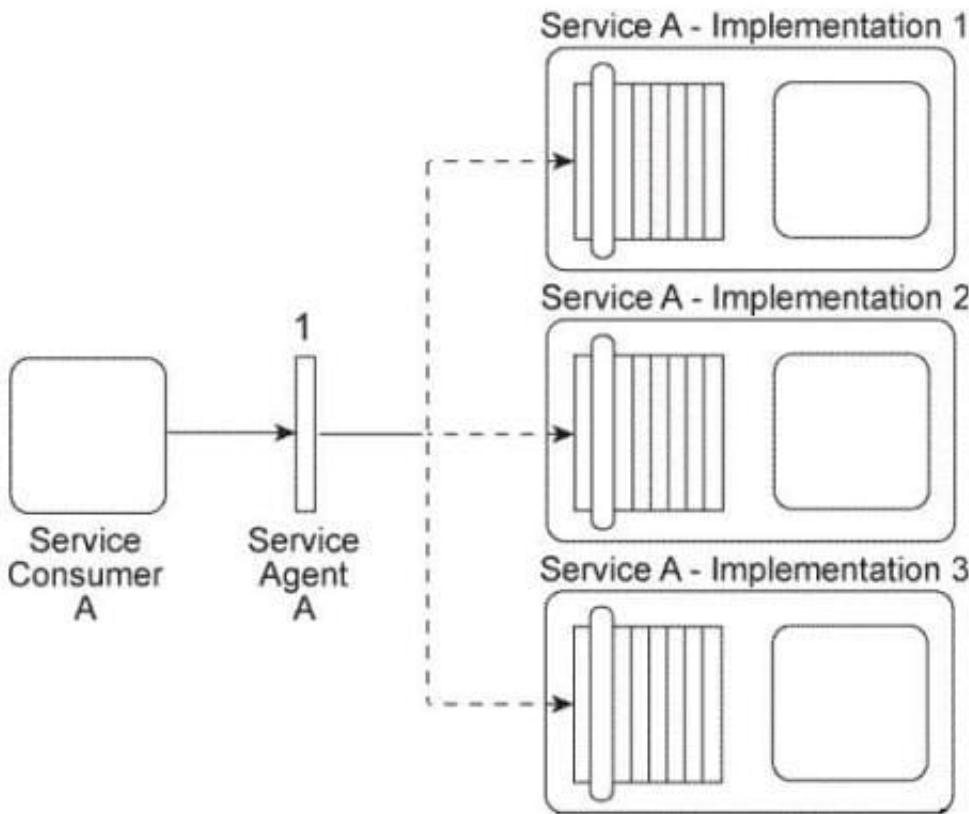 Service A - Implementation 1
Service A - Implementation 2
1
Service
Consumer
A
Service
Agent
A
Service A - Implementation 3